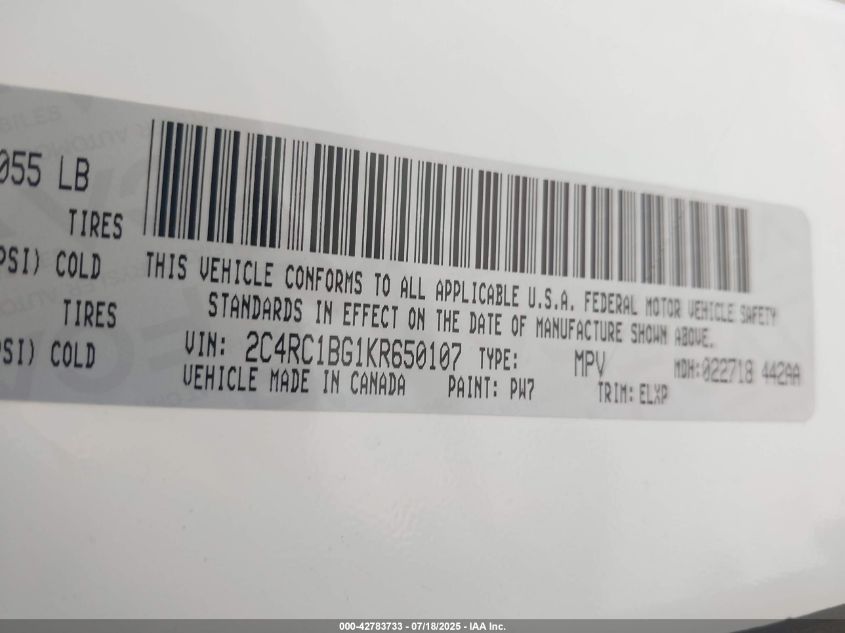 055 LB
TIRES
PSI) COLD
TIRES
PSI) COLD
THIS VEHICLE CONFORMS TO ALL APPLICABLE U.S.A. FEDERAL MOTOR VEHICLE SAFETY
STANDARDS IN EFFECT ON THE DATE OF MANUFACTURE SHOWN ABOVE.
VIN: 2C4RC1BG1KR650107 TYPE: MPV MDH:022718 442AA
VEHICLE MADE IN CANADA PAINT: PW7 TRIM: ELXP
000-42783733 - 07/18/2025 - IAA Inc.